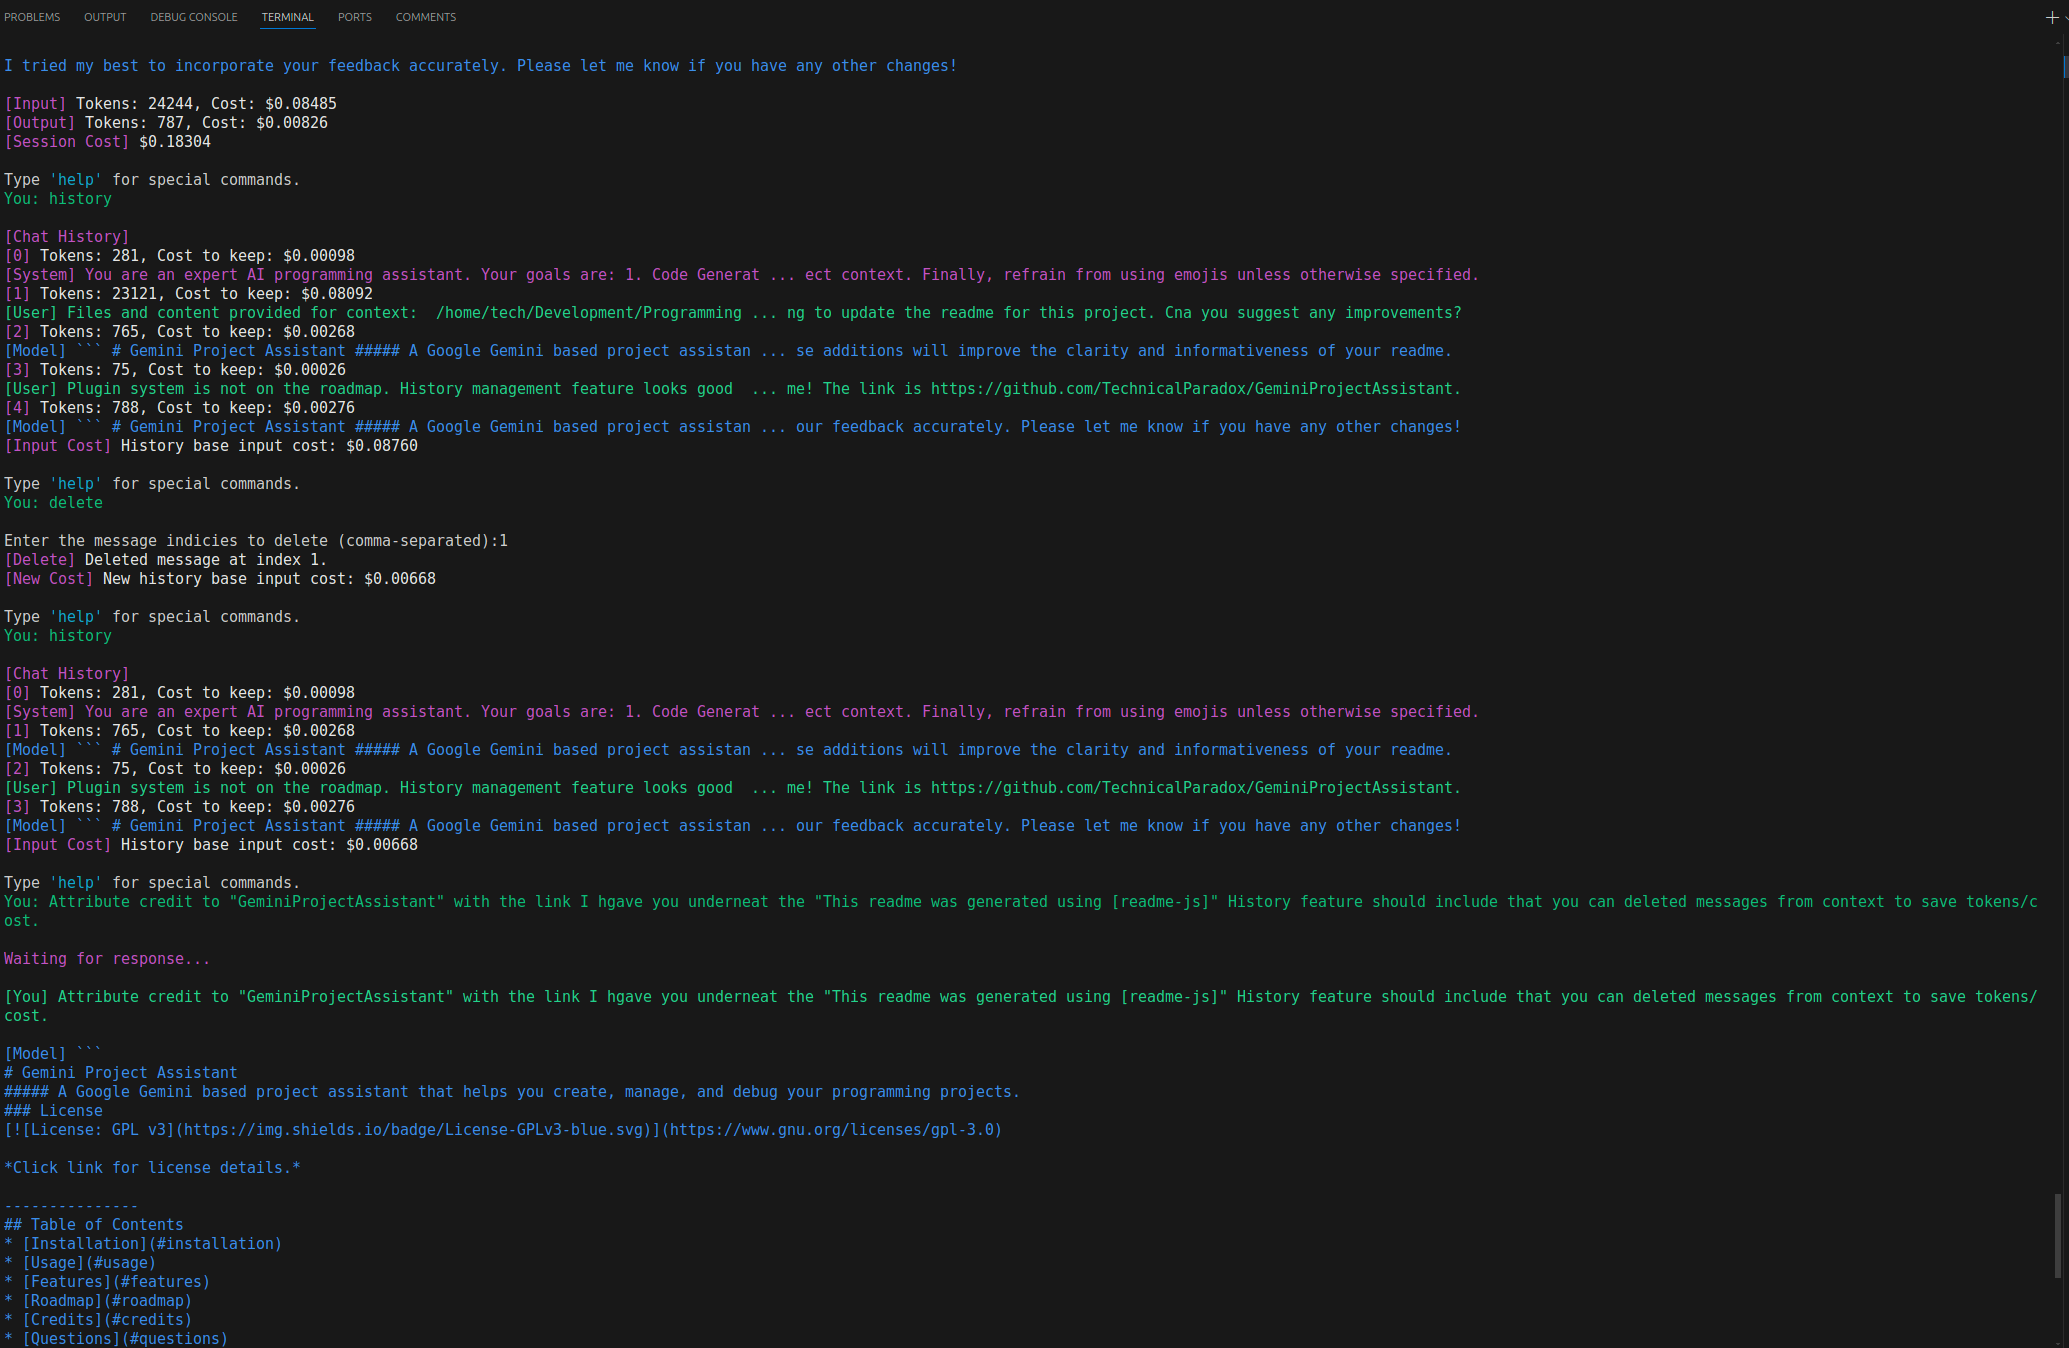 PROBLEMS OUTPUT DEBUG CONSOLE TERMINAL PORTS COMMENTS
I tried my best to incorporate your feedback accurately. Please let me know if you have any other changes!
[Input] Tokens: 24244, Cost: $0.08485
[Output] Tokens: 787, Cost: $0.00826
[Session Cost] $0.18304
Type 'help' for special commands.
You: history
[Chat History]
[0] Tokens: 281, Cost to keep: $0.00098
[System] You are an expert AI programming assistant. Your goals are: 1. Code Generat ... ect context. Finally, refrain from using emojis unless otherwise specified.
[1] Tokens: 23121, Cost to keep: $0.08092
[User] Files and content provided for context:  /home/tech/Development/Programming ... ng to update the readme for this project. Cna you suggest any improvements?
[2] Tokens: 765, Cost to keep: $0.00268
[Model] ``` # Gemini Project Assistant ##### A Google Gemini based project assistan ... se additions will improve the clarity and informativeness of your readme.
[3] Tokens: 75, Cost to keep: $0.00026
[User] Plugin system is not on the roadmap. History management feature looks good  ... me! The link is https://github.com/TechnicalParadox/GeminiProjectAssistant.
[4] Tokens: 788, Cost to keep: $0.00276
[Model] ``` # Gemini Project Assistant ##### A Google Gemini based project assistan ... our feedback accurately. Please let me know if you have any other changes!
[Input Cost] History base input cost: $0.08760
Type 'help' for special commands.
You: delete
Enter the message indicies to delete (comma-separated):1
[Delete] Deleted message at index 1.
[New Cost] New history base input cost: $0.00668
Type 'help' for special commands.
You: history
[Chat History]
[0] Tokens: 281, Cost to keep: $0.00098
[System] You are an expert AI programming assistant. Your goals are: 1. Code Generat ... ect context. Finally, refrain from using emojis unless otherwise specified.
[1] Tokens: 765, Cost to keep: $0.00268
[Model] ``` # Gemini Project Assistant ##### A Google Gemini based project assistan ... se additions will improve the clarity and informativeness of your readme.
[2] Tokens: 75, Cost to keep: $0.00026
[User] Plugin system is not on the roadmap. History management feature looks good  ... me! The link is https://github.com/TechnicalParadox/GeminiProjectAssistant.
[3] Tokens: 788, Cost to keep: $0.00276
[Model] ``` # Gemini Project Assistant ##### A Google Gemini based project assistan ... our feedback accurately. Please let me know if you have any other changes!
[Input Cost] History base input cost: $0.00668
Type 'help' for special commands.
You: Attribute credit to "GeminiProjectAssistant" with the link I hgave you underneat the "This readme was generated using [readme-js]" History feature should include that you can deleted messages from context to save tokens/c
ost.
Waiting for response...
[You] Attribute credit to "GeminiProjectAssistant" with the link I hgave you underneat the "This readme was generated using [readme-js]" History feature should include that you can deleted messages from context to save tokens/
cost.
[Model] ```
# Gemini Project Assistant
##### A Google Gemini based project assistant that helps you create, manage, and debug your programming projects.
### License
[![License: GPL v3](https://img.shields.io/badge/License-GPLv3-blue.svg)](https://www.gnu.org/licenses/gpl-3.0)
*Click link for license details.*
---------------
## Table of Contents
* [Installation](#installation)
* [Usage](#usage)
* [Features](#features)
* [Roadmap](#roadmap)
* [Credits](#credits)
* [Questions](#questions)